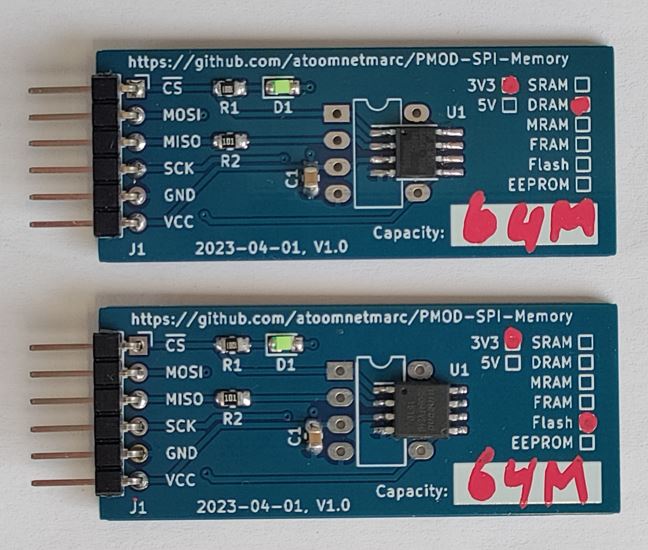 https://github.com/atoomnetmarc/PMOD-SPI-Memory
CS
MOSI
MISO
SCK
GND
VCC
J1
R1
D1
R2
101
C1
U1
3V3
5V
SRAM
DRAM
MRAM
FRAM
Flash
EEPROM
Capacity: 64M
2023-04-01, V1.0
https://github.com/atoomnetmarc/PMOD-SPI-Memory
CS
MOSI
MISO
SCK
GND
VCC
J1
R1
D1
R2
101
C1
U1
3V3
5V
SRAM
DRAM
MRAM
FRAM
Flash
EEPROM
Capacity: 64M
2023-04-01, V1.0